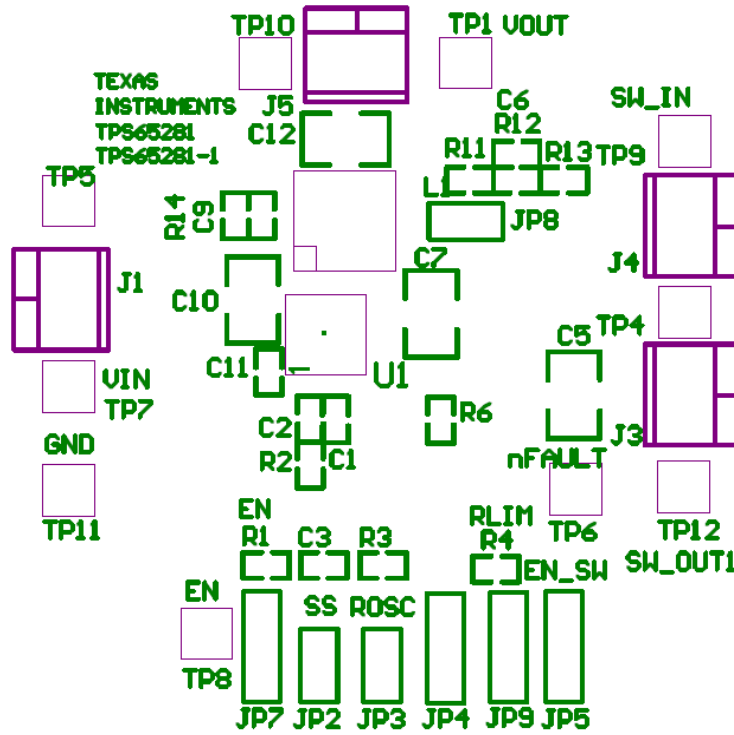 TP10
TP1 VOUT
TEXAS
INSTRUMENTS
TPS65281
TPS65281-1
J5
C12
C6
R12
R11
R13
SW_IN
TP9
TP5
L1
JP8
R14
C9
J1
C10
C7
J4
TP4
C5
C11
1
U1
VIN
TP7
C2
C1
R2
R6
J3
GND
nFAULT
TP11
EN
RLIM
TP6
TP12
R1
C3
R3
R4
EN_SW
SW_OUT1
EN
SS
ROSC
TP8
JP7
JP2
JP3
JP4
JP9
JP5